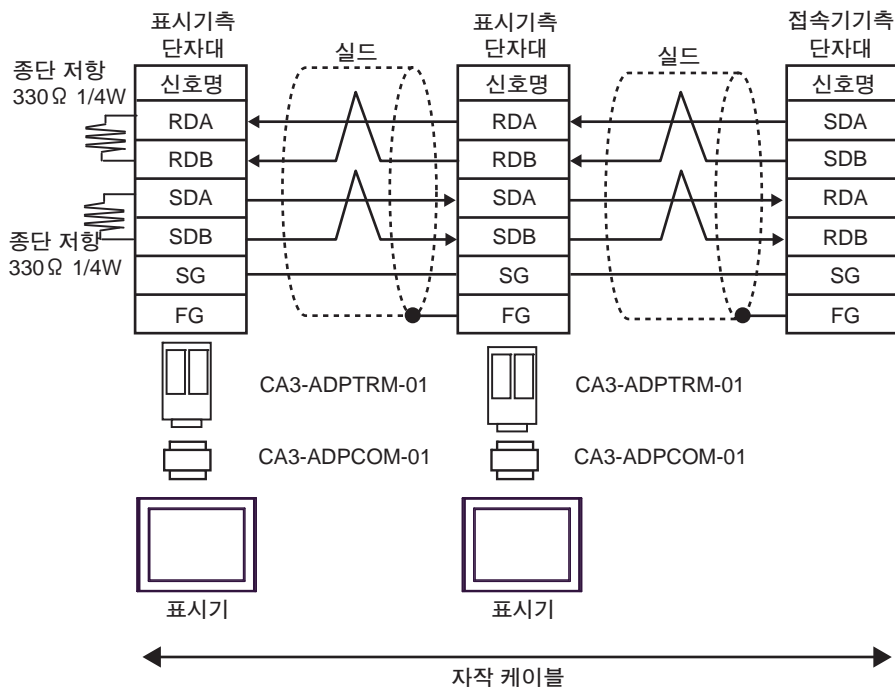 표시기측
단자대
표시기측
단자대
접속기기측
단자대
종단 저항
330Ω 1/4W
실드
실드
신호명
신호명
신호명
RDA
RDA
SDA
RDB
RDB
SDB
SDA
SDA
RDA
SDB
SDB
RDB
종단 저항
330Ω 1/4W
SG
SG
SG
FG
FG
FG
CA3-ADPTRM-01
CA3-ADPTRM-01
CA3-ADPCOM-01
CA3-ADPCOM-01
표시기
표시기
자작 케이블